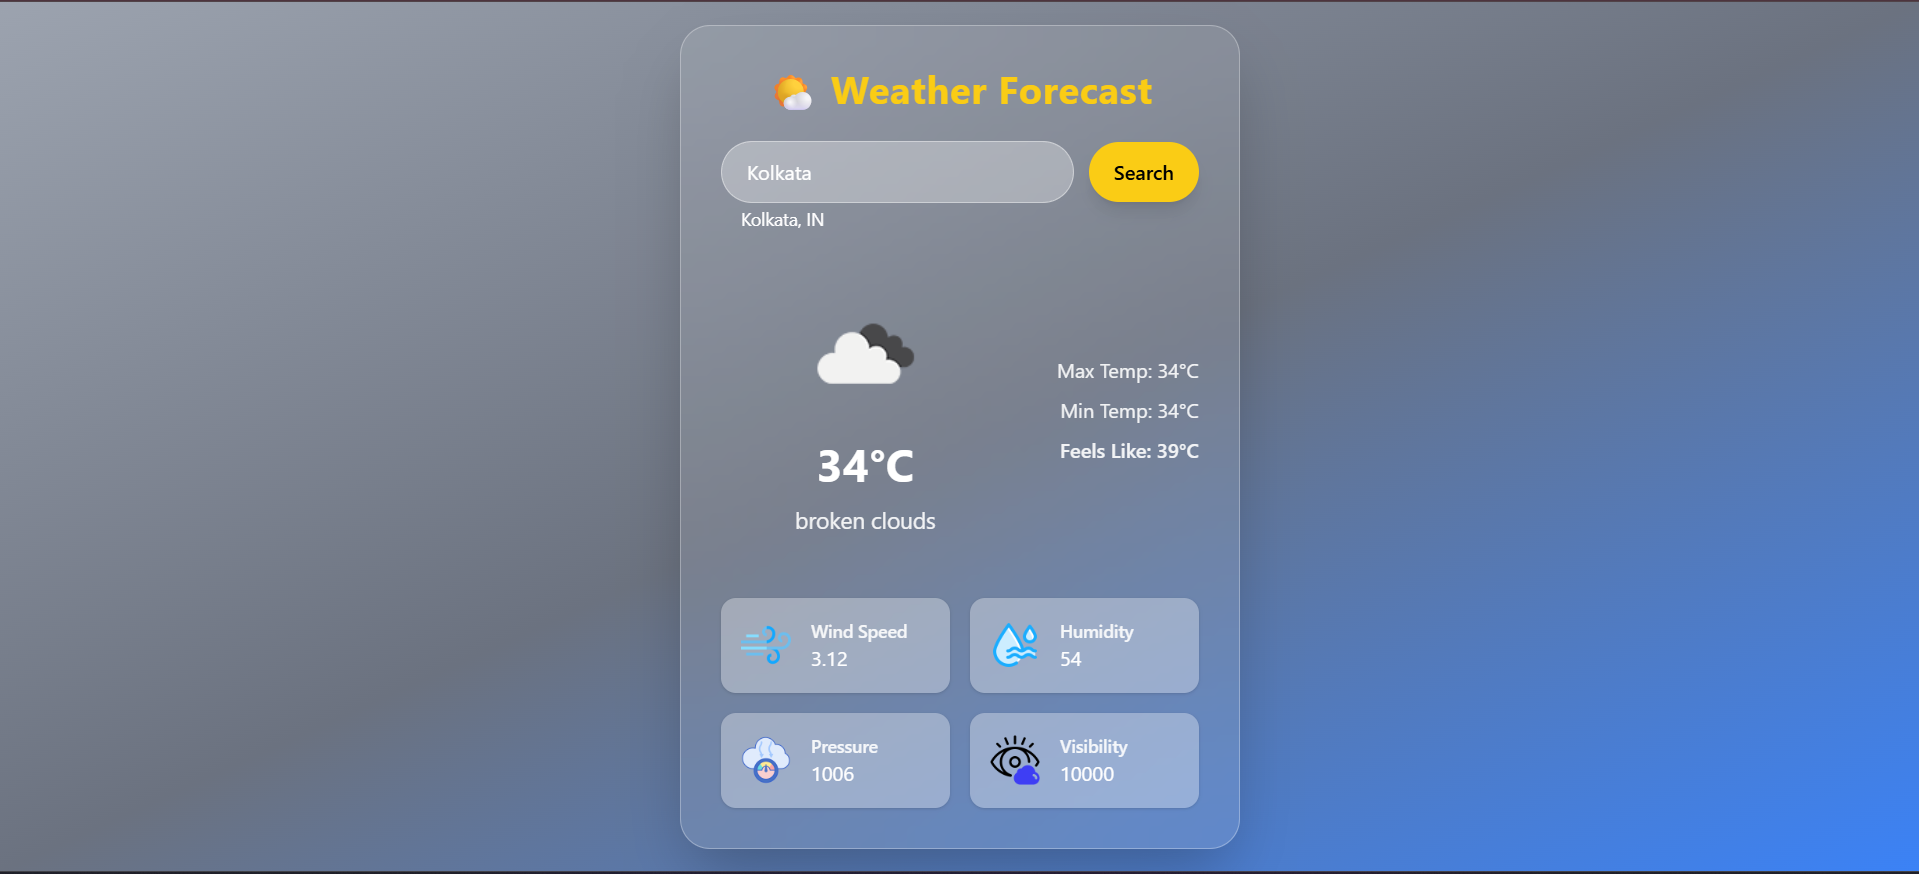 Weather Forecast
Kolkata
Search
Kolkata, IN
Max Temp: 34°C
Min Temp: 34°C
Feels Like: 39°C
34°C
broken clouds
Wind Speed
3.12
Humidity
54
Pressure
1006
Visibility
10000